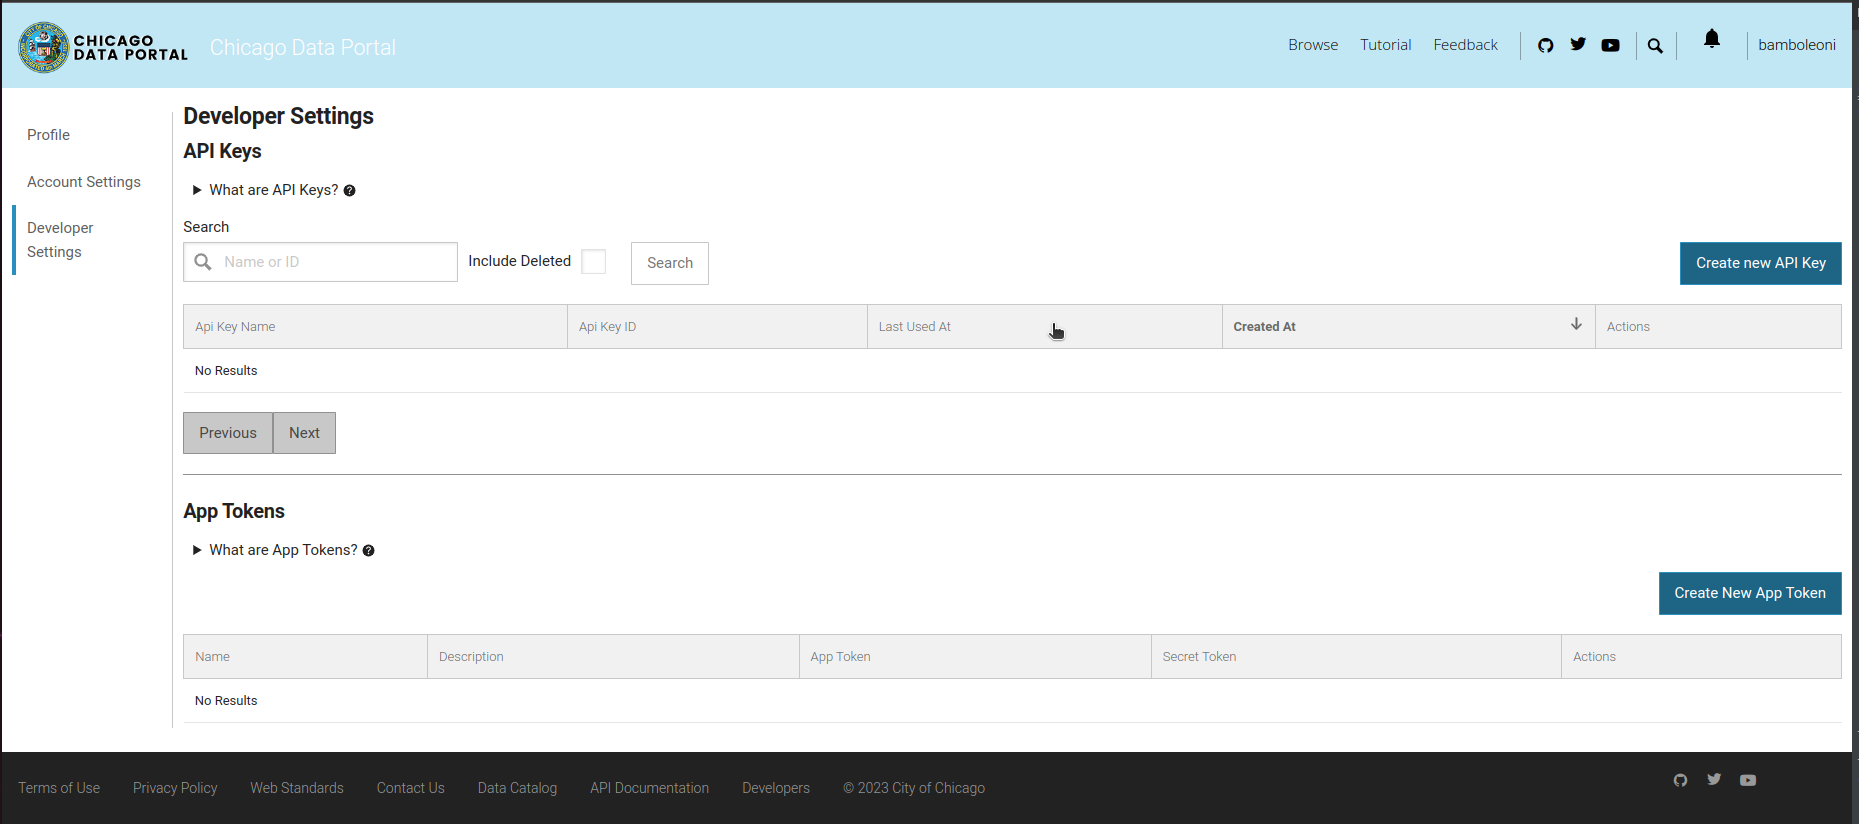 CHICAGO
DATA PORTAL
Chicago Data Portal
Browse Tutorial Feedback bamboleoni
Profile
Account Settings
Developer
Settings
Developer Settings
API Keys
What are API Keys?
Search
Name or ID Include Deleted Search Create new API Key
Api Key Name Api Key ID Last Used At Created At Actions
No Results
Previous Next
App Tokens
What are App Tokens?
Create New App Token
Name Description App Token Secret Token Actions
No Results
Terms of Use Privacy Policy Web Standards Contact Us Data Catalog API Documentation Developers © 2023 City of Chicago